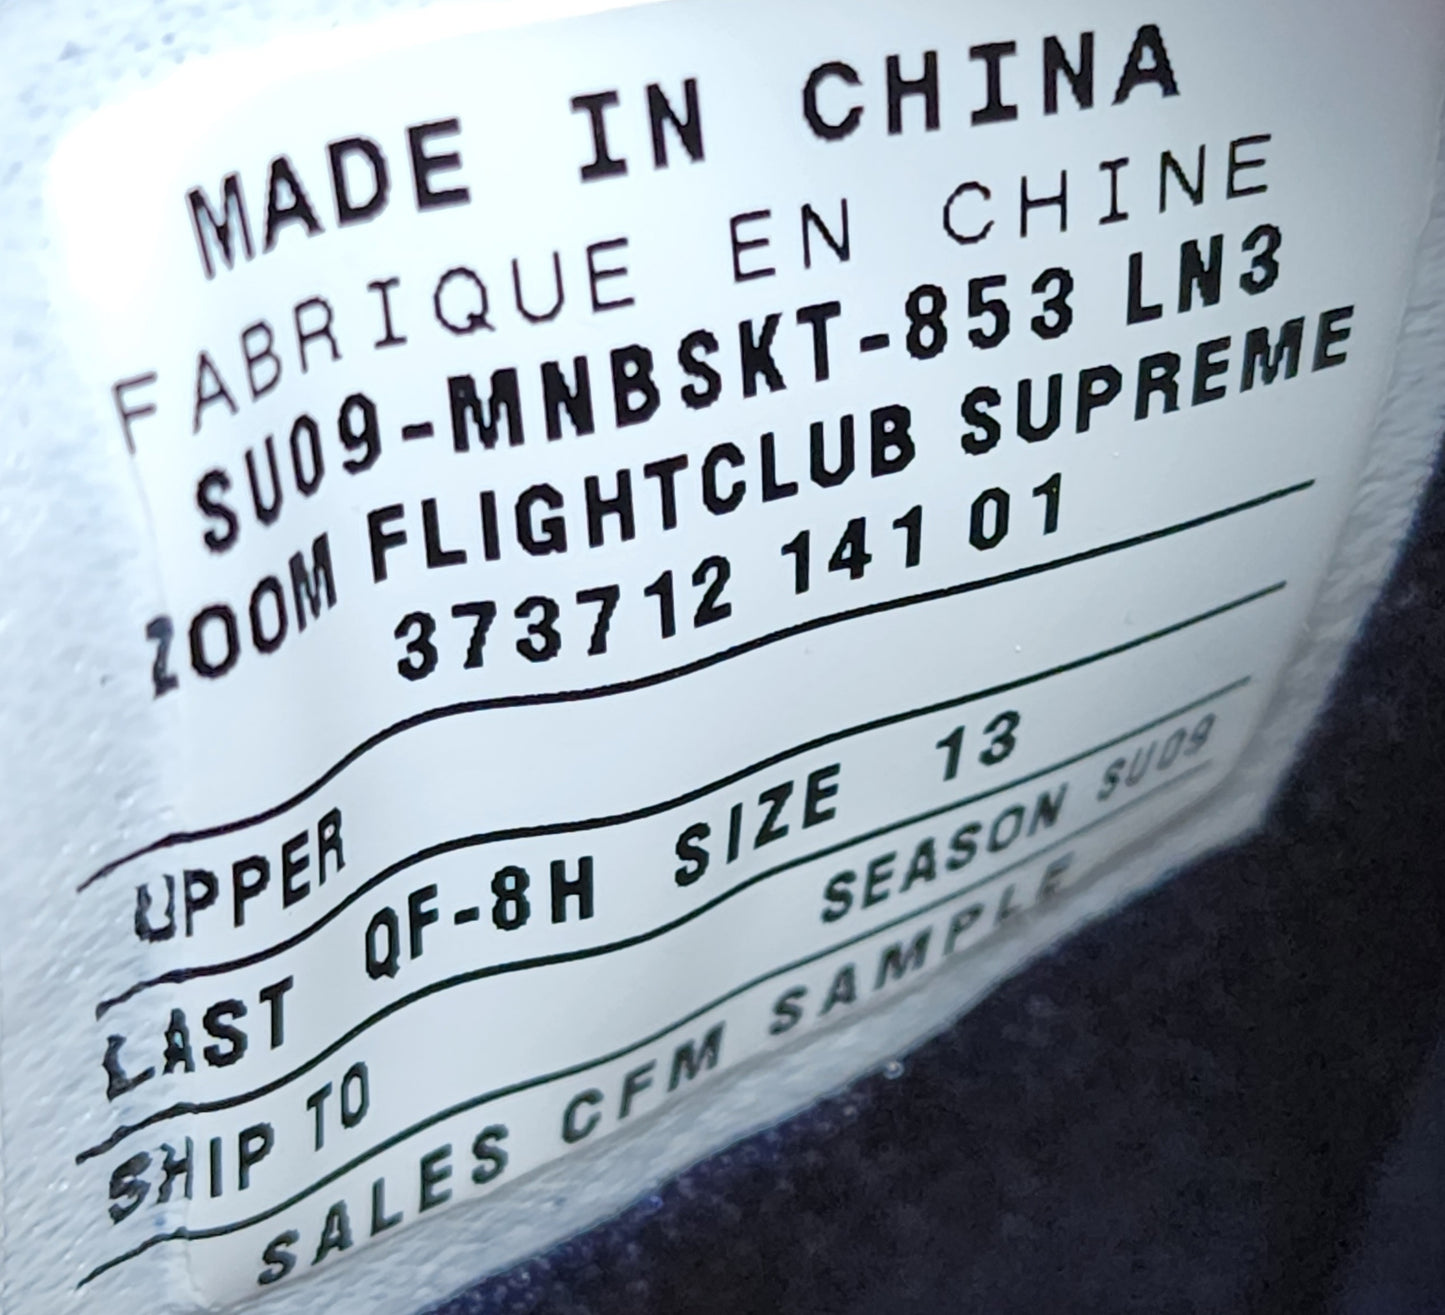 MADE IN CHINA
FABRIQUE EN CHINE
SU09-MNBSKT-853 LN3
ZOOM FLIGHTCLUB SUPREME
373712 141 01
UPPER
LAST QF-8H SIZE 13
SHIP TO SEASON SU09
SALES CFM SAMPLE